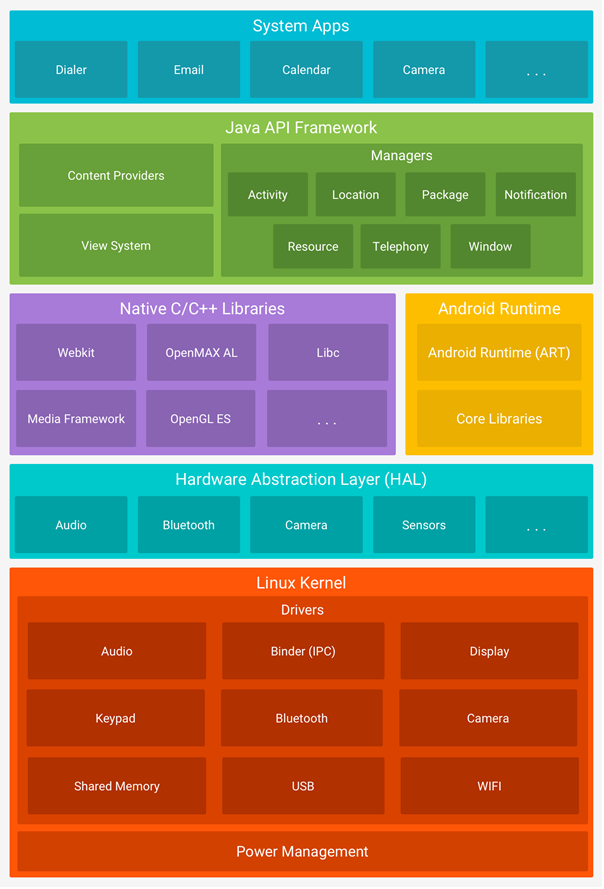 System Apps
Dialer Email Calendar Camera . . .
Java API Framework
Managers
Content Providers
Activity Location Package Notification
View System
Resource Telephony Window
Native C/C++ Libraries
Webkit OpenMAX AL Libc
Media Framework OpenGL ES . . .
Android Runtime
Android Runtime (ART)
Core Libraries
Hardware Abstraction Layer (HAL)
Audio Bluetooth Camera Sensors . . .
Linux Kernel
Drivers
Audio Binder (IPC) Display
Keypad Bluetooth Camera
Shared Memory USB WIFI
Power Management